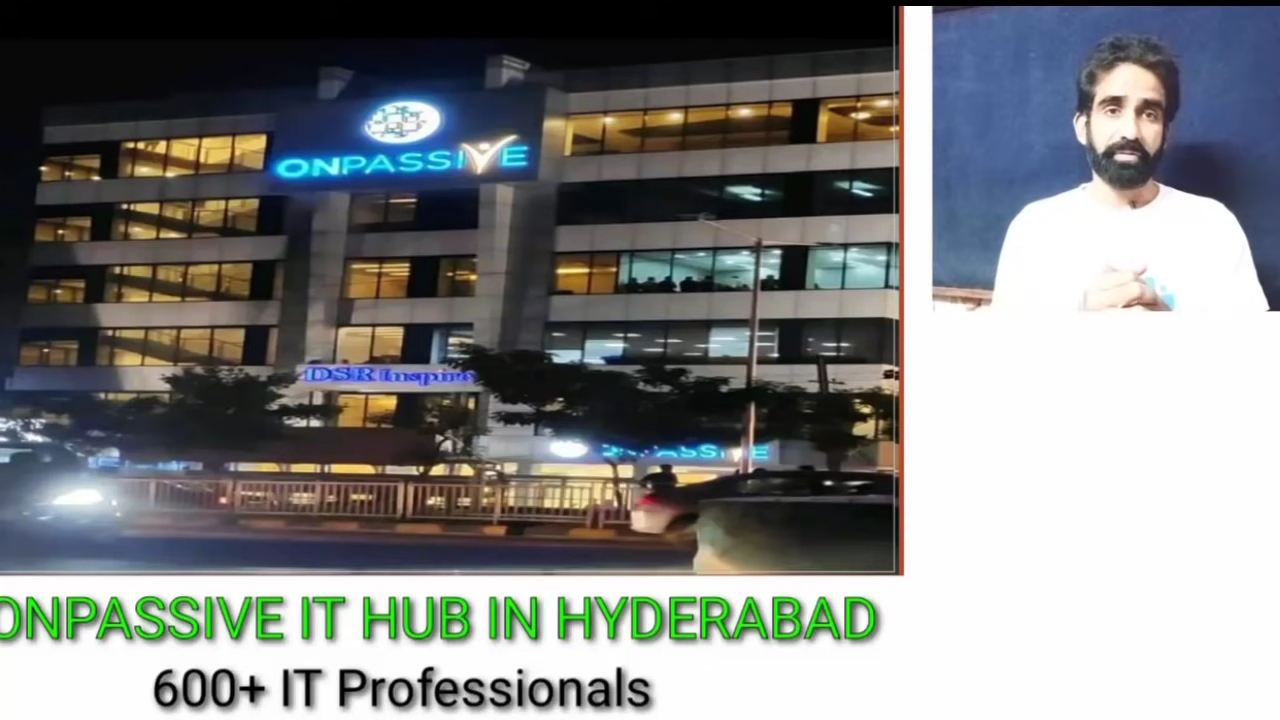 ONPASSIVE
DSR Inspire
ONPASSIVE
ONPASSIVE IT HUB IN HYDERABAD
600+ IT Professionals